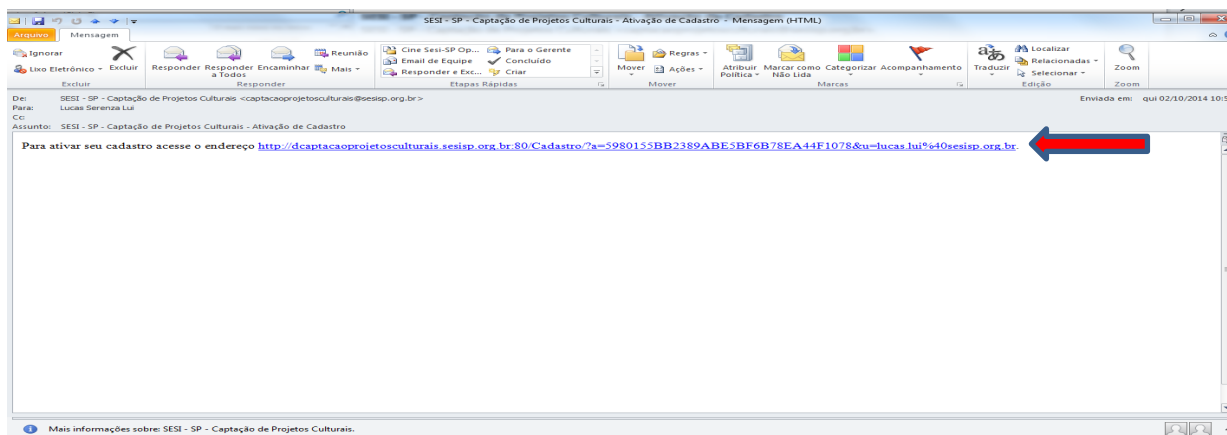 SESI - SP - Captação de Projetos Culturais - Ativação de Cadastro - Mensagem (HTML)
Arquivo Mensagem
Ignorar
Lixo Eletrônico
Excluir
Responder
Responder a Todos
Encaminhar
Reunião
Mais
Cine Sesi-SP Op...
Email de Equipe
Responder e Exc...
Para o Gerente
Concluído
Criar
Mover
Regras
Ações
Atribuir Política
Marcar como Não Lida
Categorizar
Acompanhamento
Traduzir
Localizar
Relacionadas
Selecionar
Zoom
Excluir Responder Etapas Rápidas Mover Marcas Edição Zoom
De: SESI - SP - Captação de Projetos Culturais <captacaoprojetosculturais@sesisp.org.br> Enviada em: qui 02/10/2014
Para: Lucas Serenza Lui
Cc:
Assunto: SESI - SP - Captação de Projetos Culturais - Ativação de Cadastro
Para ativar seu cadastro acesse o endereço http://dcaptacaoprojetosculturais.sesisp.org.br:80/Cadastro/?a=5980155BB2389ABE5BF6B78EA44F1078&u=lucas.lui%40sesisp.org.br.
Mais informações sobre: SESI - SP - Captação de Projetos Culturais.